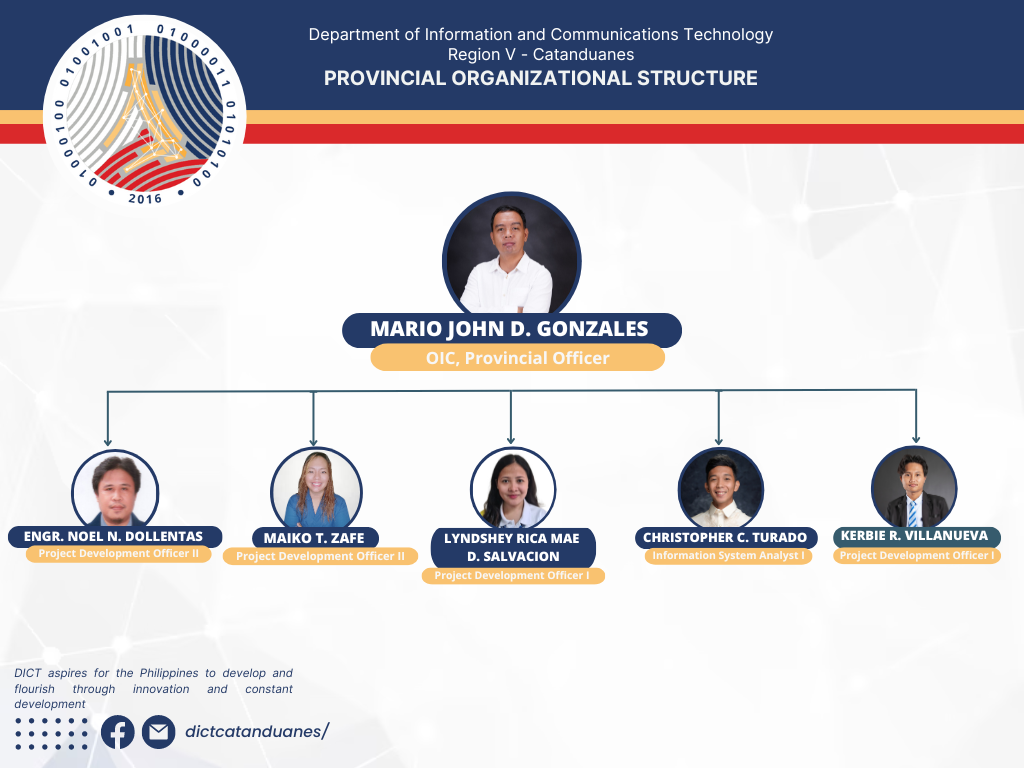 Department of Information and Communications Technology
Region V - Catanduanes
PROVINCIAL ORGANIZATIONAL STRUCTURE
01000100 01001001 01000011 01010100
• 2016 •
MARIO JOHN D. GONZALES
OIC, Provincial Officer
ENGR. NOEL N. DOLLENTAS
Project Development Officer II
MAIKO T. ZAFE
Project Development Officer II
LYNDSHEY RICA MAE
D. SALVACION
Project Development Officer I
CHRISTOPHER C. TURADO
Information System Analyst I
KERBIE R. VILLANUEVA
Project Development Officer I
DICT aspires for the Philippines to develop and
flourish through innovation and constant
development
dictcatanduanes/